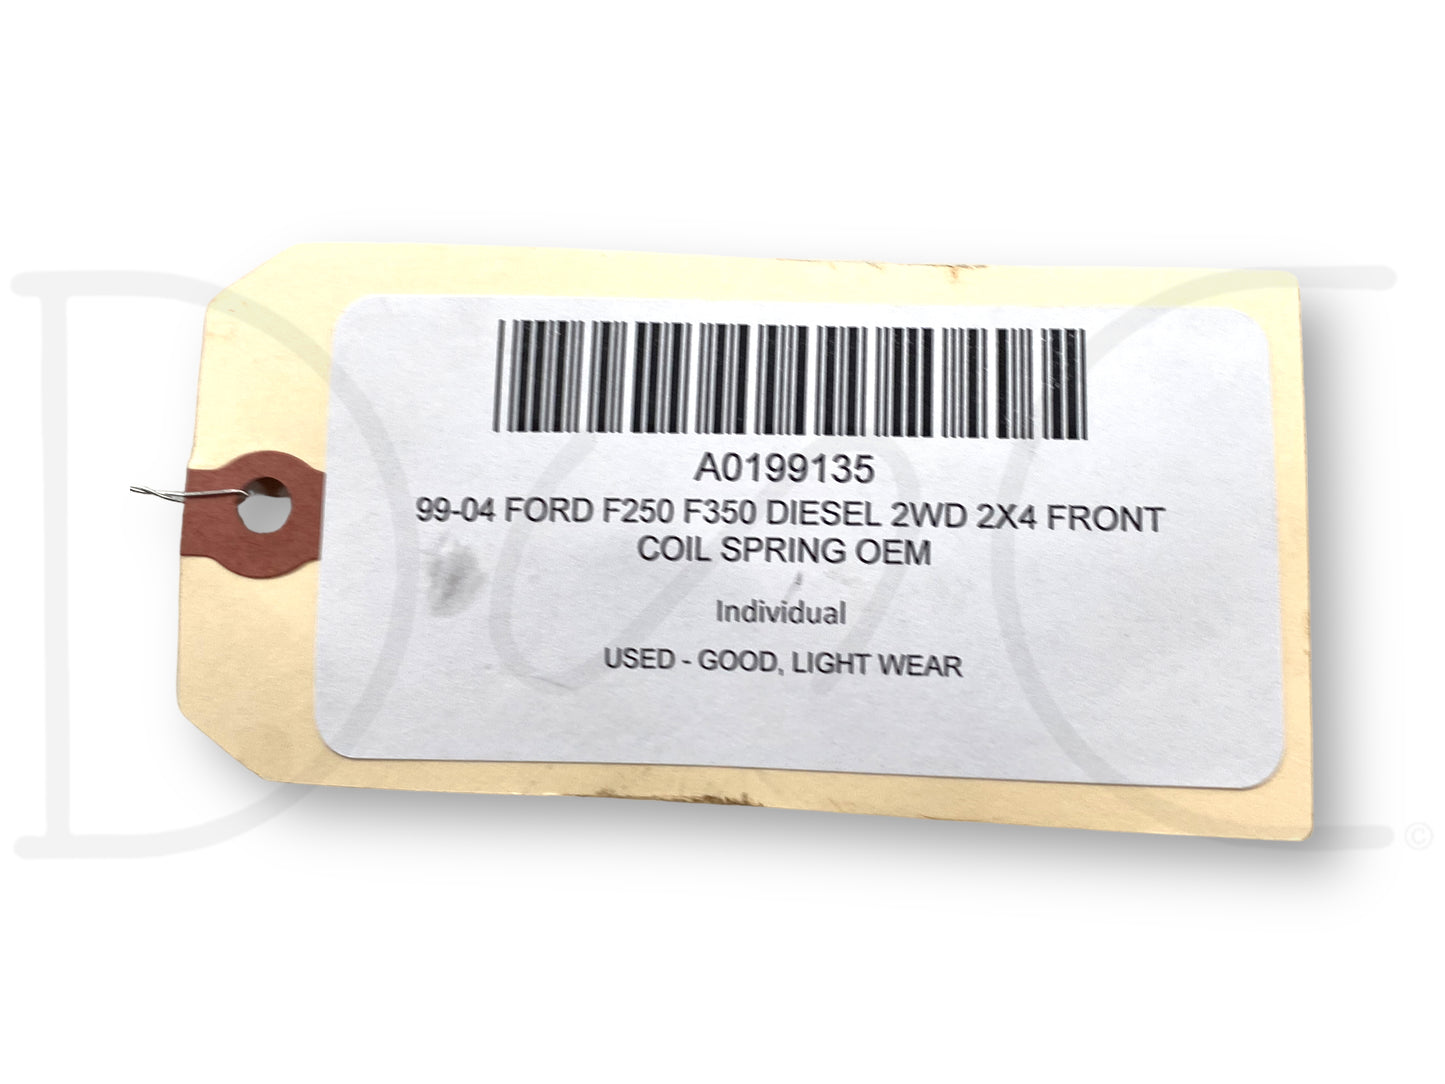 A0199135
99-04 FORD F250 F350 DIESEL 2WD 2X4 FRONT
COIL SPRING OEM
Individual
USED - GOOD, LIGHT WEAR
©